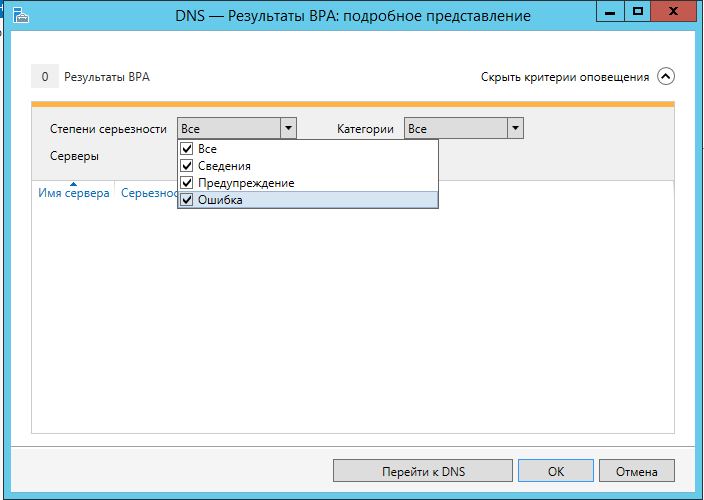 DNS — Результаты BPA: подробное представление
0 Результаты BPA Скрыть критерии оповещения
Степени серьезности Все Категории Все
Серверы
Все
Сведения
Предупреждение
Ошибка
Имя сервера Серьезнос
Перейти к DNS OK Отмена